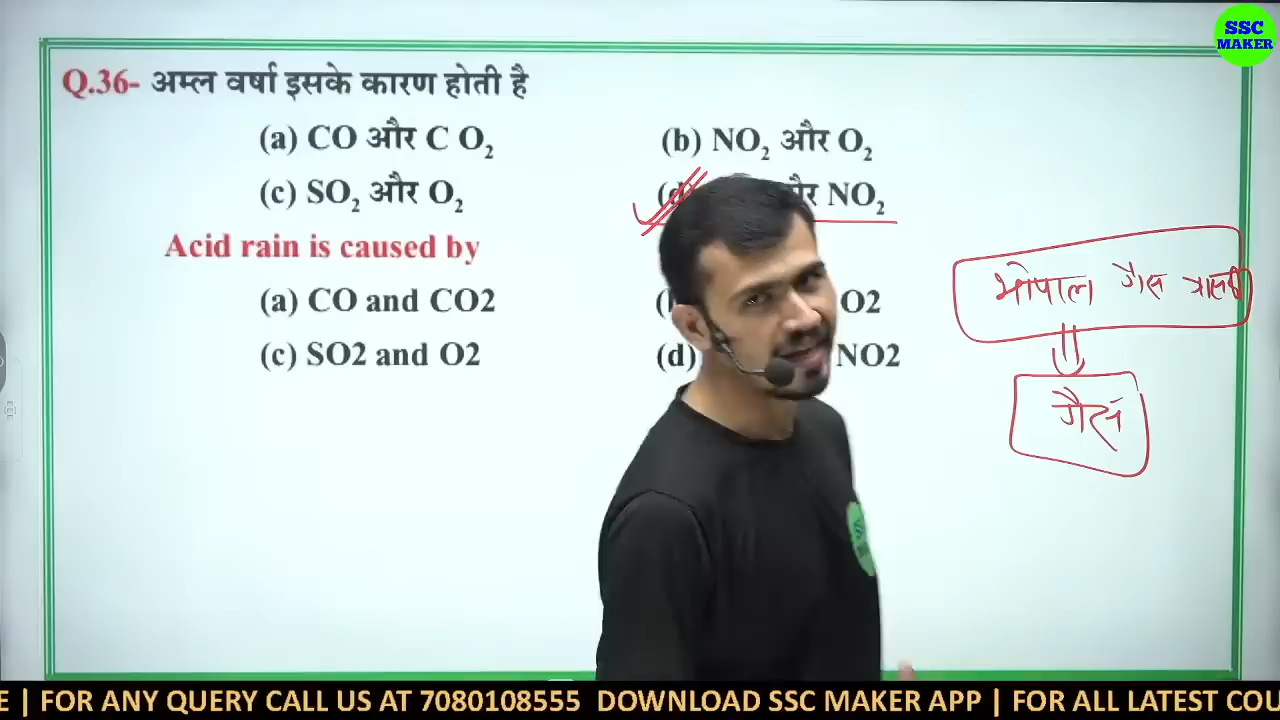 SSC
MAKER
Q.36- अम्ल वर्षा इसके कारण होती है
(a) CO और C O₂
(b) NO₂ और O₂
(c) SO₂ और O₂
NO₂
Acid rain is caused by
(a) CO and CO2
O2
(c) SO2 and O2
(d) NO2
भोपाल गैस
गैस
E | FOR ANY QUERY CALL US AT 7080108555 DOWNLOAD SSC MAKER APP | FOR ALL LATEST COU